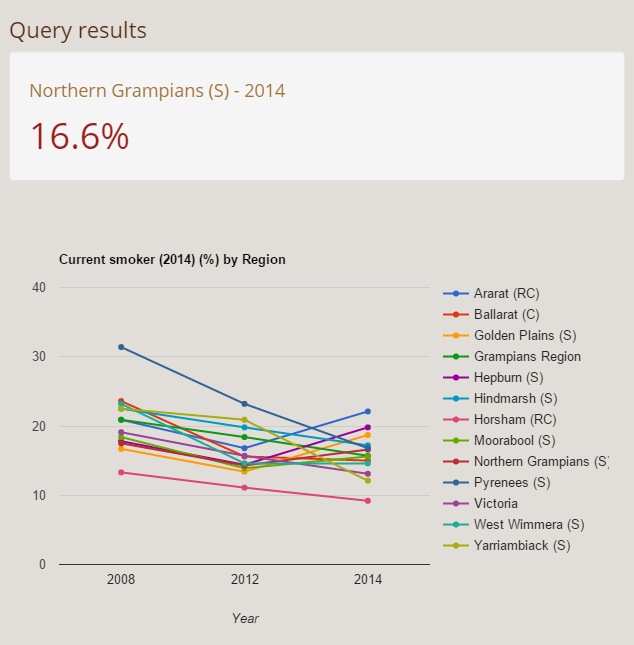 Query results
Northern Grampians (S) - 2014
16.6%
Current smoker (2014) (%) by Region
40
30
20
10
0
2008 2012 2014
Year
Ararat (RC)
Ballarat (C)
Golden Plains (S)
Grampians Region
Hepburn (S)
Hindmarsh (S)
Horsham (RC)
Moorabool (S)
Northern Grampians (S)
Pyrenees (S)
Victoria
West Wimmera (S)
Yarriambiack (S)